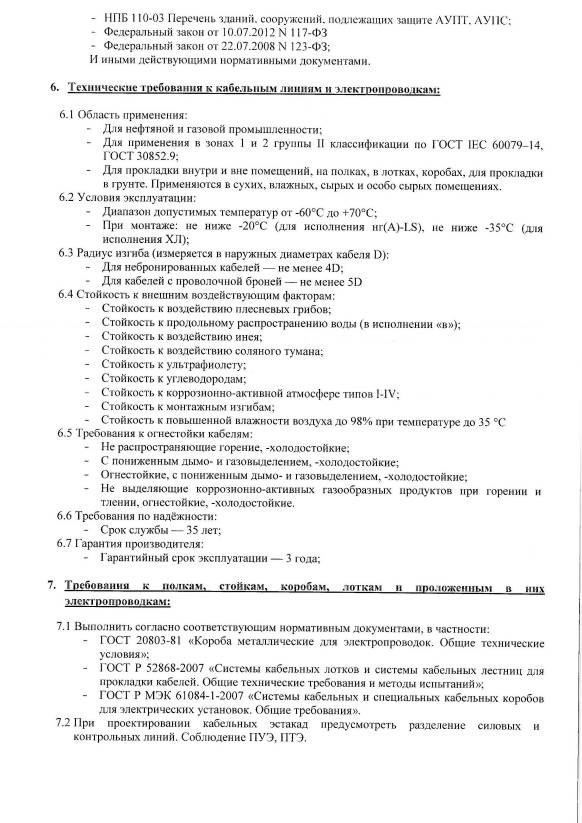 - НПБ 110-03 Перечень зданий, сооружений, подлежащих защите АУПТ, АУПС;
- Федеральный закон от 10.07.2012 N 117-ФЗ
- Федеральный закон от 22.07.2008 N 123-ФЗ;
И иными действующими нормативными документами.
6. Технические требования к кабельным линиям и электропроводкам:
6.1 Область применения:
- Для нефтяной и газовой промышленности;
- Для применения в зонах 1 и 2 группы II классификации по ГОСТ IEC 60079–14,
ГОСТ 30852.9;
- Для прокладки внутри и вне помещений, на полках, в лотках, коробах, для прокладки
в грунте. Применяются в сухих, влажных, сырых и особо сырых помещениях.
6.2 Условия эксплуатации:
- Диапазон допустимых температур от -60°С до +70°С;
- При монтаже: не ниже -20°С (для исполнения нг(А)-LS), не ниже -35°С (для
исполнения ХЛ);
6.3 Радиус изгиба (измеряется в наружных диаметрах кабеля D):
- Для небронированных кабелей — не менее 4D;
- Для кабелей с проволочной броней — не менее 5D
6.4 Стойкость к внешним воздействующим факторам:
- Стойкость к воздействию плесневых грибов;
- Стойкость к продольному распространению воды (в исполнении «в»);
- Стойкость к воздействию инея;
- Стойкость к воздействию соляного тумана;
- Стойкость к ультрафиолету;
- Стойкость к углеводородам;
- Стойкость к коррозионно-активной атмосфере типов I-IV;
- Стойкость к монтажным изгибам;
- Стойкость к повышенной влажности воздуха до 98% при температуре до 35 °С
6.5 Требования к огнестойки кабелям:
- Не распространяющие горение, -холодостойкие;
- С пониженным дымо- и газовыделением, -холодостойкие;
- Огнестойкие, с пониженным дымо- и газовыделением, -холодостойкие;
- Не выделяющие коррозионно-активных газообразных продуктов при горении и
тлении, огнестойкие, -холодостойкие.
6.6 Требования по надёжности:
- Срок службы — 35 лет;
6.7 Гарантия производителя:
- Гарантийный срок эксплуатации — 3 года;
7. Требования к полкам, стойкам, коробам, лоткам и проложенным в них
электропроводкам:
7.1 Выполнить согласно соответствующим нормативным документами, в частности:
- ГОСТ 20803-81 «Короба металлические для электропроводок. Общие технические
условия»;
- ГОСТ Р 52868-2007 «Системы кабельных лотков и системы кабельных лестниц для
прокладки кабелей. Общие технические требования и методы испытаний»;
- ГОСТ Р МЭК 61084-1-2007 «Системы кабельных и специальных кабельных коробов
для электрических установок. Общие требования».
7.2 При проектировании кабельных эстакад предусмотреть разделение силовых и
контрольных линий. Соблюдение ПУЭ, ПТЭ.